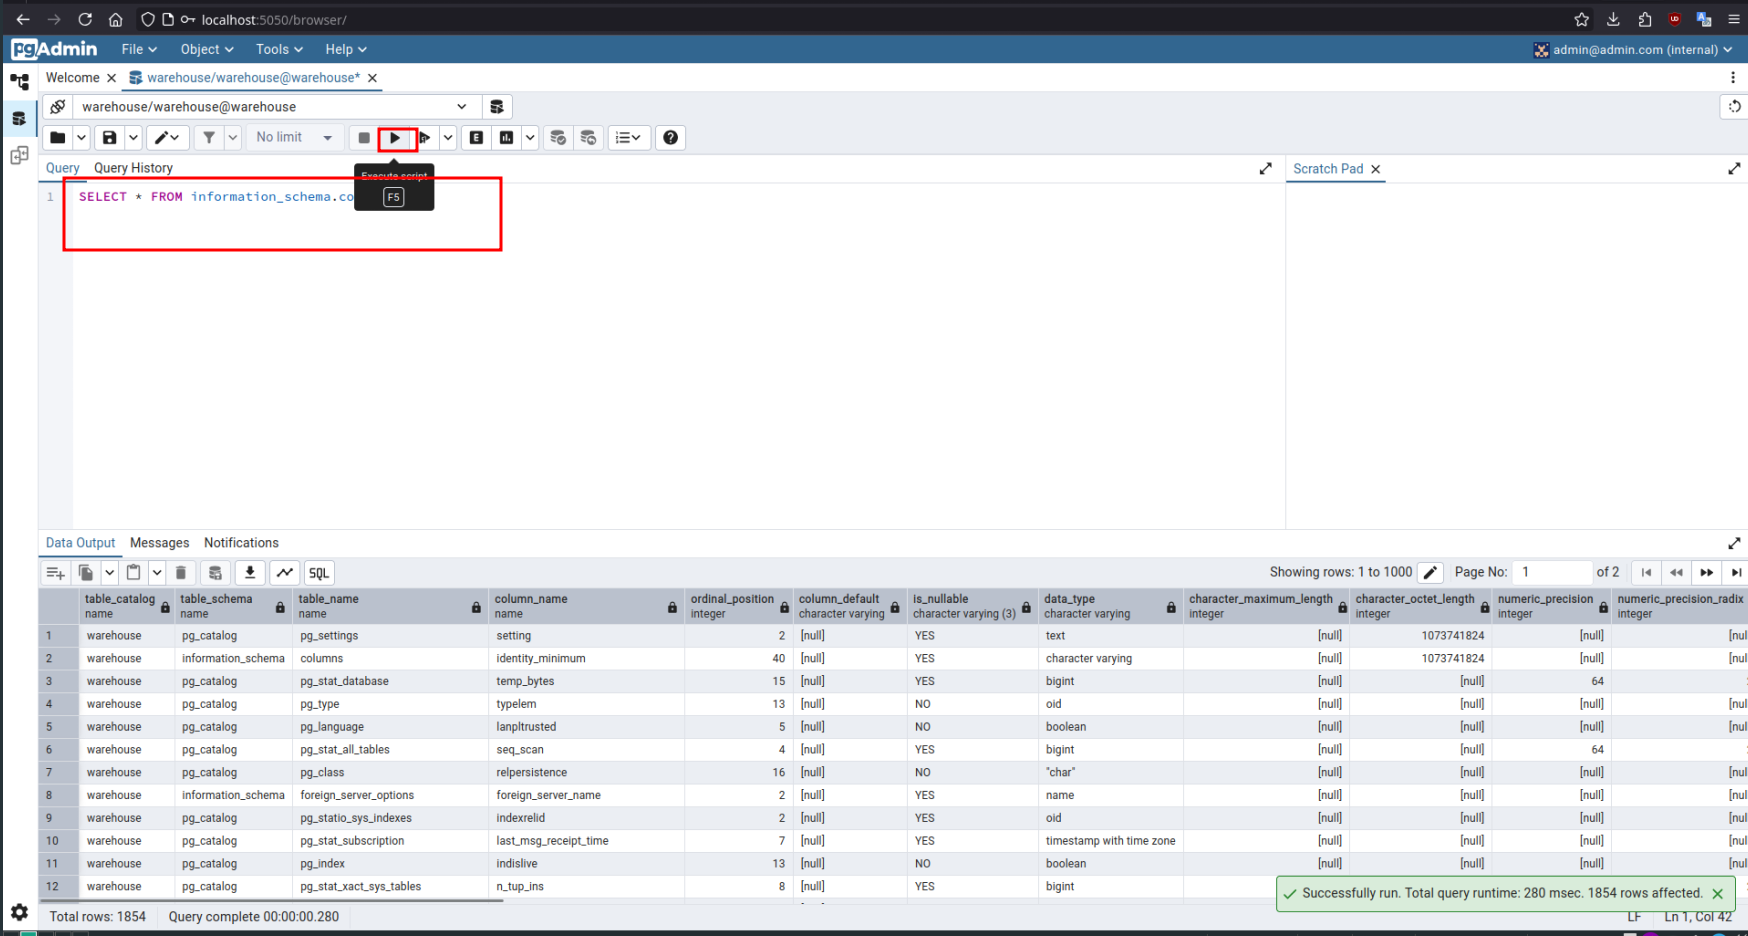 localhost:5050/browser/
pgAdmin File Object Tools Help admin@admin.com (internal)
Welcome warehouse/warehouse@warehouse*
warehouse/warehouse@warehouse
No limit
Query Query History Scratch Pad
Execute script
F5
1 SELECT * FROM information_schema.co
Data Output Messages Notifications
SQL Showing rows: 1 to 1000 Page No: 1 of 2
table_catalog table_schema table_name column_name ordinal_position column_default is_nullable data_type character_maximum_length character_octet_length numeric_precision numeric_precision_radix
name name name name integer character varying character varying (3) character varying integer integer integer integer
1 warehouse pg_catalog pg_settings setting 2 [null] YES text [null] 1073741824 [null] [nul
2 warehouse information_schema columns identity_minimum 40 [null] YES character varying [null] 1073741824 [null] [nul
3 warehouse pg_catalog pg_stat_database temp_bytes 15 [null] YES bigint [null] [null] 64
4 warehouse pg_catalog pg_type typelem 13 [null] NO oid [null] [null] [null] [nul
5 warehouse pg_catalog pg_language lanpltrusted 5 [null] NO boolean [null] [null] [null] [nul
6 warehouse pg_catalog pg_stat_all_tables seq_scan 4 [null] YES bigint [null] [null] 64
7 warehouse pg_catalog pg_class relpersistence 16 [null] NO "char" [null] [null] [null] [nul
8 warehouse information_schema foreign_server_options foreign_server_name 2 [null] YES name [null] [null] [null] [nul
9 warehouse pg_catalog pg_statio_sys_indexes indexrelid 2 [null] YES oid [null] [null] [null] [nul
10 warehouse pg_catalog pg_stat_subscription last_msg_receipt_time 7 [null] YES timestamp with time zone [null] [null] [null] [nul
11 warehouse pg_catalog pg_index indislive 13 [null] NO boolean [null] [null] [null] [nul
12 warehouse pg_catalog pg_stat_xact_sys_tables n_tup_ins 8 [null] YES bigint
Successfully run. Total query runtime: 280 msec. 1854 rows affected.
Total rows: 1854 Query complete 00:00:00.280 LF Ln 1, Col 42